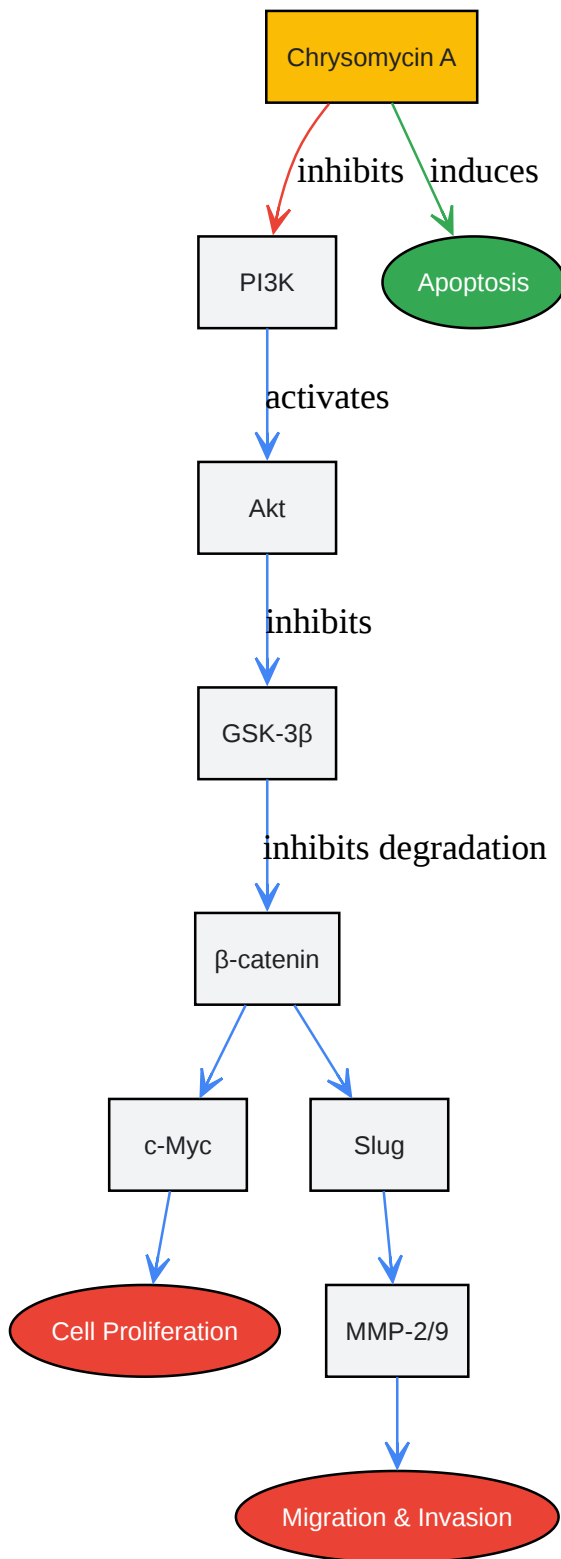 Chrysomycin A
inhibits
induces
PI3K
Apoptosis
activates
Akt
inhibits
GSK-3β
inhibits degradation
β-catenin
c-Myc
Slug
Cell Proliferation
MMP-2/9
Migration & Invasion